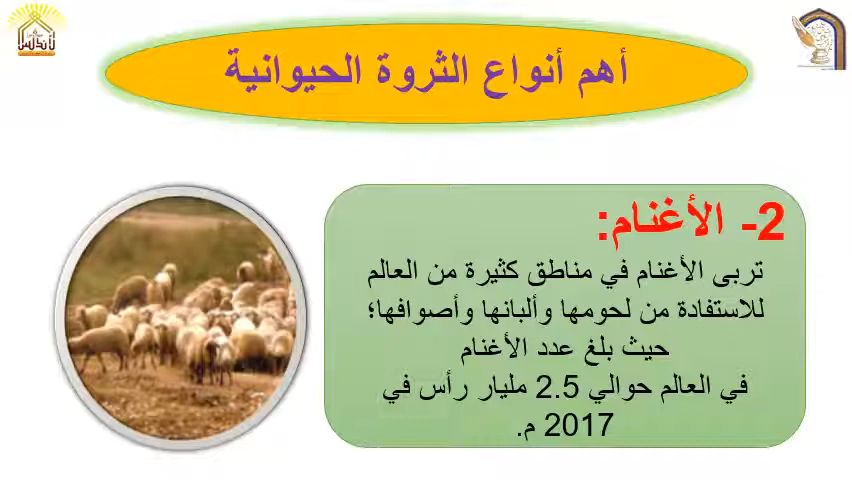 الأندلس
أهم أنواع الثروة الحيوانية
2- الأغنام:
تربى الأغنام في مناطق كثيرة من العالم
للاستفادة من لحومها وألبانها وأصوافها؛
حيث بلغ عدد الأغنام
في العالم حوالي 2.5 مليار رأس في
2017 م.